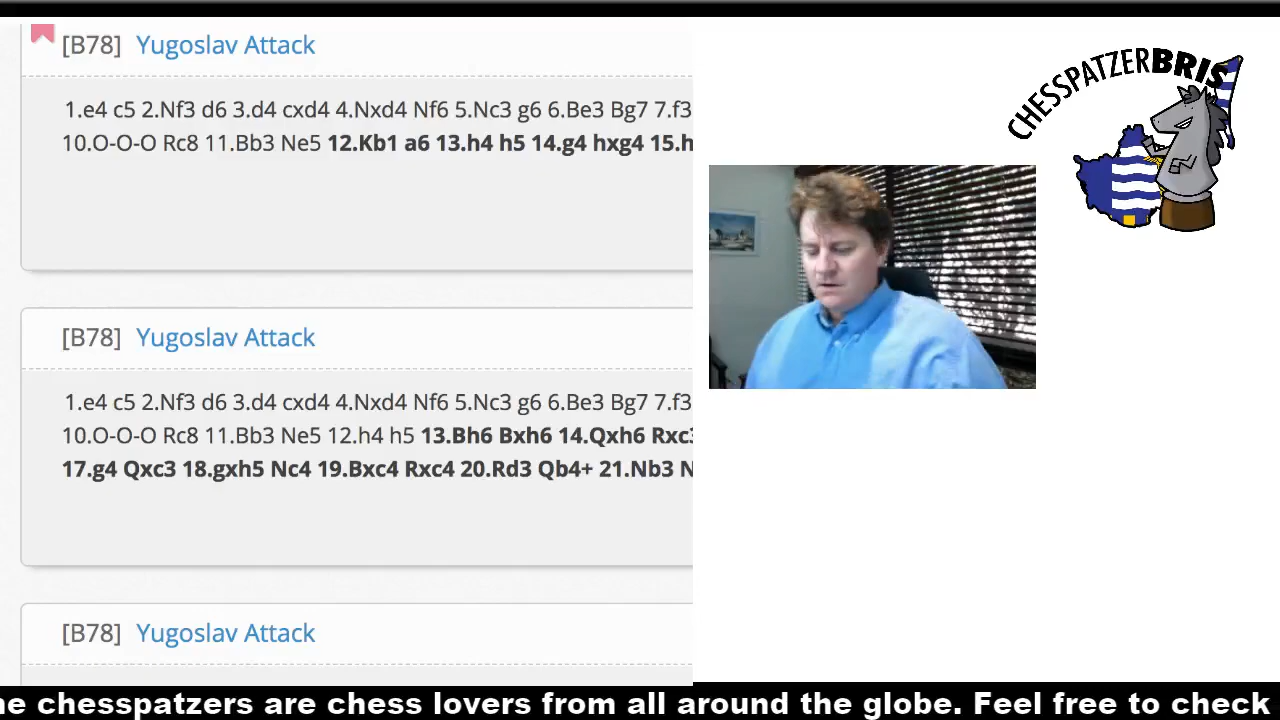 [B78] Yugoslav Attack
1.e4 c5 2.Nf3 d6 3.d4 cxd4 4.Nxd4 Nf6 5.Nc3 g6 6.Be3 Bg7 7.f3
10.O-O-O Rc8 11.Bb3 Ne5 12.Kb1 a6 13.h4 h5 14.g4 hxg4 15.h
CHESSPATZERBRIS
[B78] Yugoslav Attack
1.e4 c5 2.Nf3 d6 3.d4 cxd4 4.Nxd4 Nf6 5.Nc3 g6 6.Be3 Bg7 7.f3
10.O-O-O Rc8 11.Bb3 Ne5 12.h4 h5 13.Bh6 Bxh6 14.Qxh6 Rxc3
17.g4 Qxc3 18.gxh5 Nc4 19.Bxc4 Rxc4 20.Rd3 Qb4+ 21.Nb3 N
[B78] Yugoslav Attack
he chesspatzers are chess lovers from all around the globe. Feel free to check